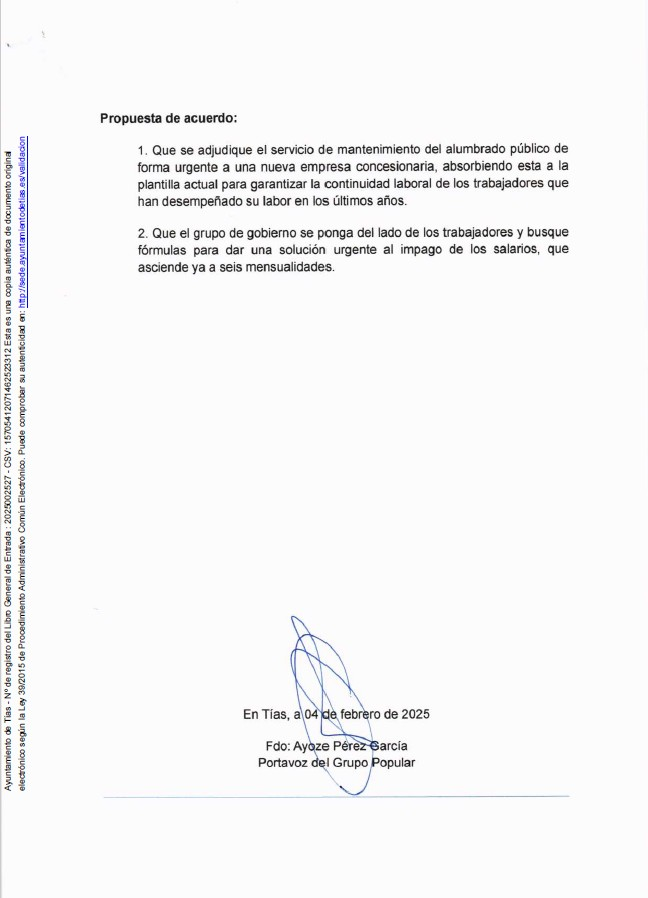 Propuesta de acuerdo:
1. Que se adjudique el servicio de mantenimiento del alumbrado público de
forma urgente a una nueva empresa concesionaria, absorbiendo esta a la
plantilla actual para garantizar la continuidad laboral de los trabajadores que
han desempeñado su labor en los últimos años.
2. Que el grupo de gobierno se ponga del lado de los trabajadores y busque
fórmulas para dar una solución urgente al impago de los salarios, que
asciende ya a seis mensualidades.
En Tías, a 04 de febrero de 2025
Fdo: Ayoze Pérez García
Portavoz del Grupo Popular
Ayuntamiento de Tías - Nº de registro del Libro General de Entrada : 2025002527 - CSV: 15705412071462523312 Esta es una copia auténtica de documento original
electrónico según la Ley 39/2015 de Procedimiento Administrativo Común Electrónico. Puede comprobar su autenticidad en: http://sede.ayuntamientodetias.es/validacion